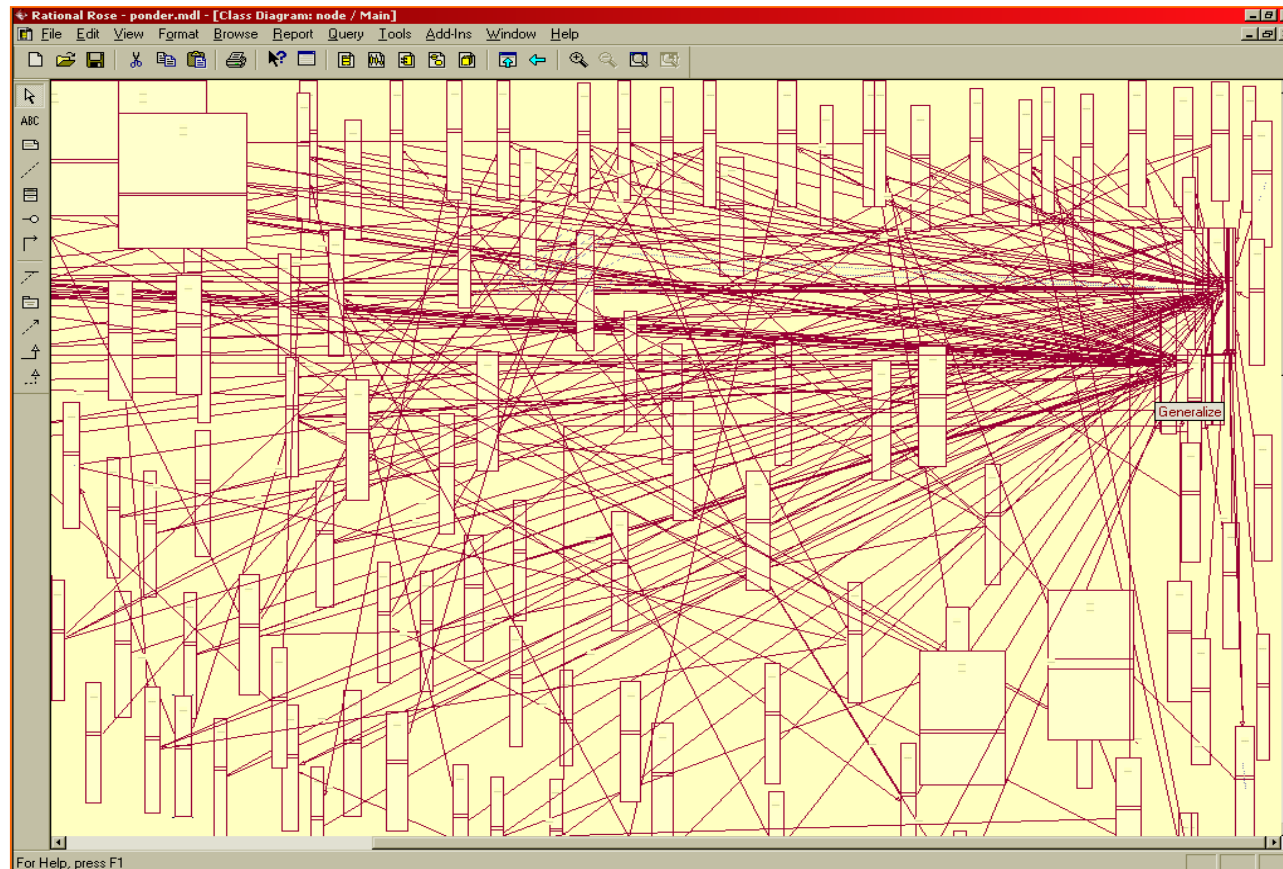 Rational Rose - ponder.mdl - [Class Diagram: node / Main]
File Edit View Format Browse Report Query Tools Add-Ins Window Help
ABC
Generalize
For Help, press F1